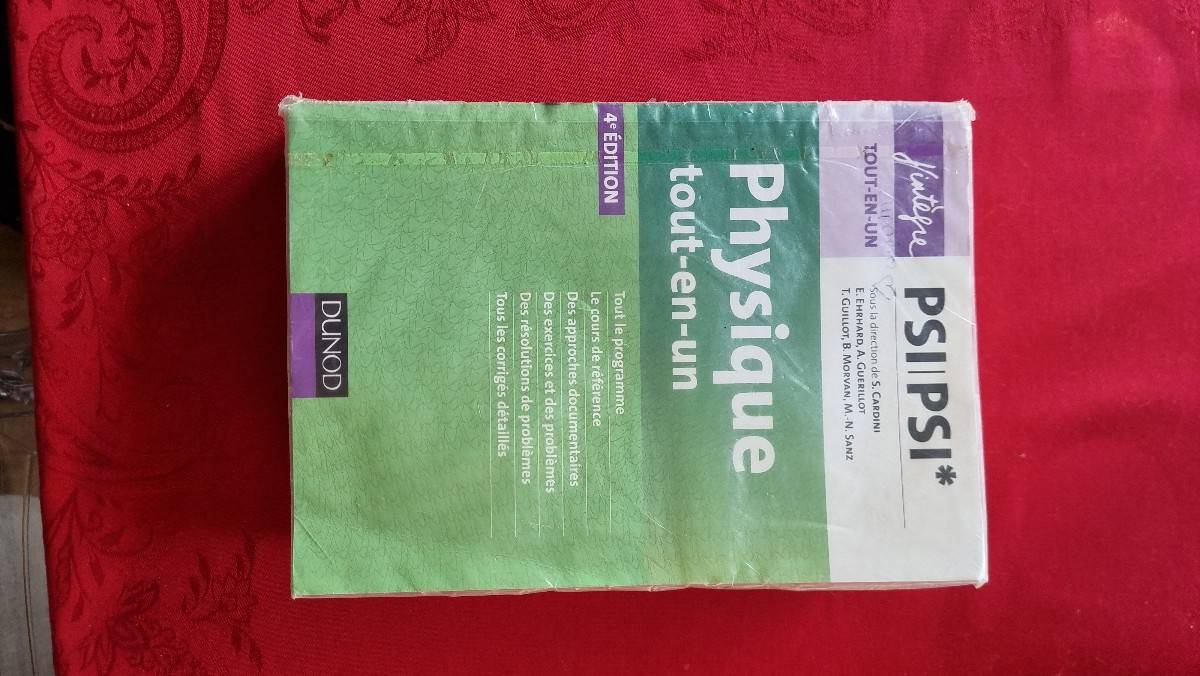 J'intègre
TOUT-EN-UN
PSI PSI*
Sous la direction de S. CARDINI
E. EHRHARD, A. GUERILLOT
T. GUILLOT, B. MORVAN, M.-N. SANZ
Physique
tout-en-un
4e ÉDITION
Tout le programme
Le cours de référence
Des approches documentaires
Des exercices et des problèmes
Des résolutions de problèmes
Tous les corrigés détaillés
DUNOD